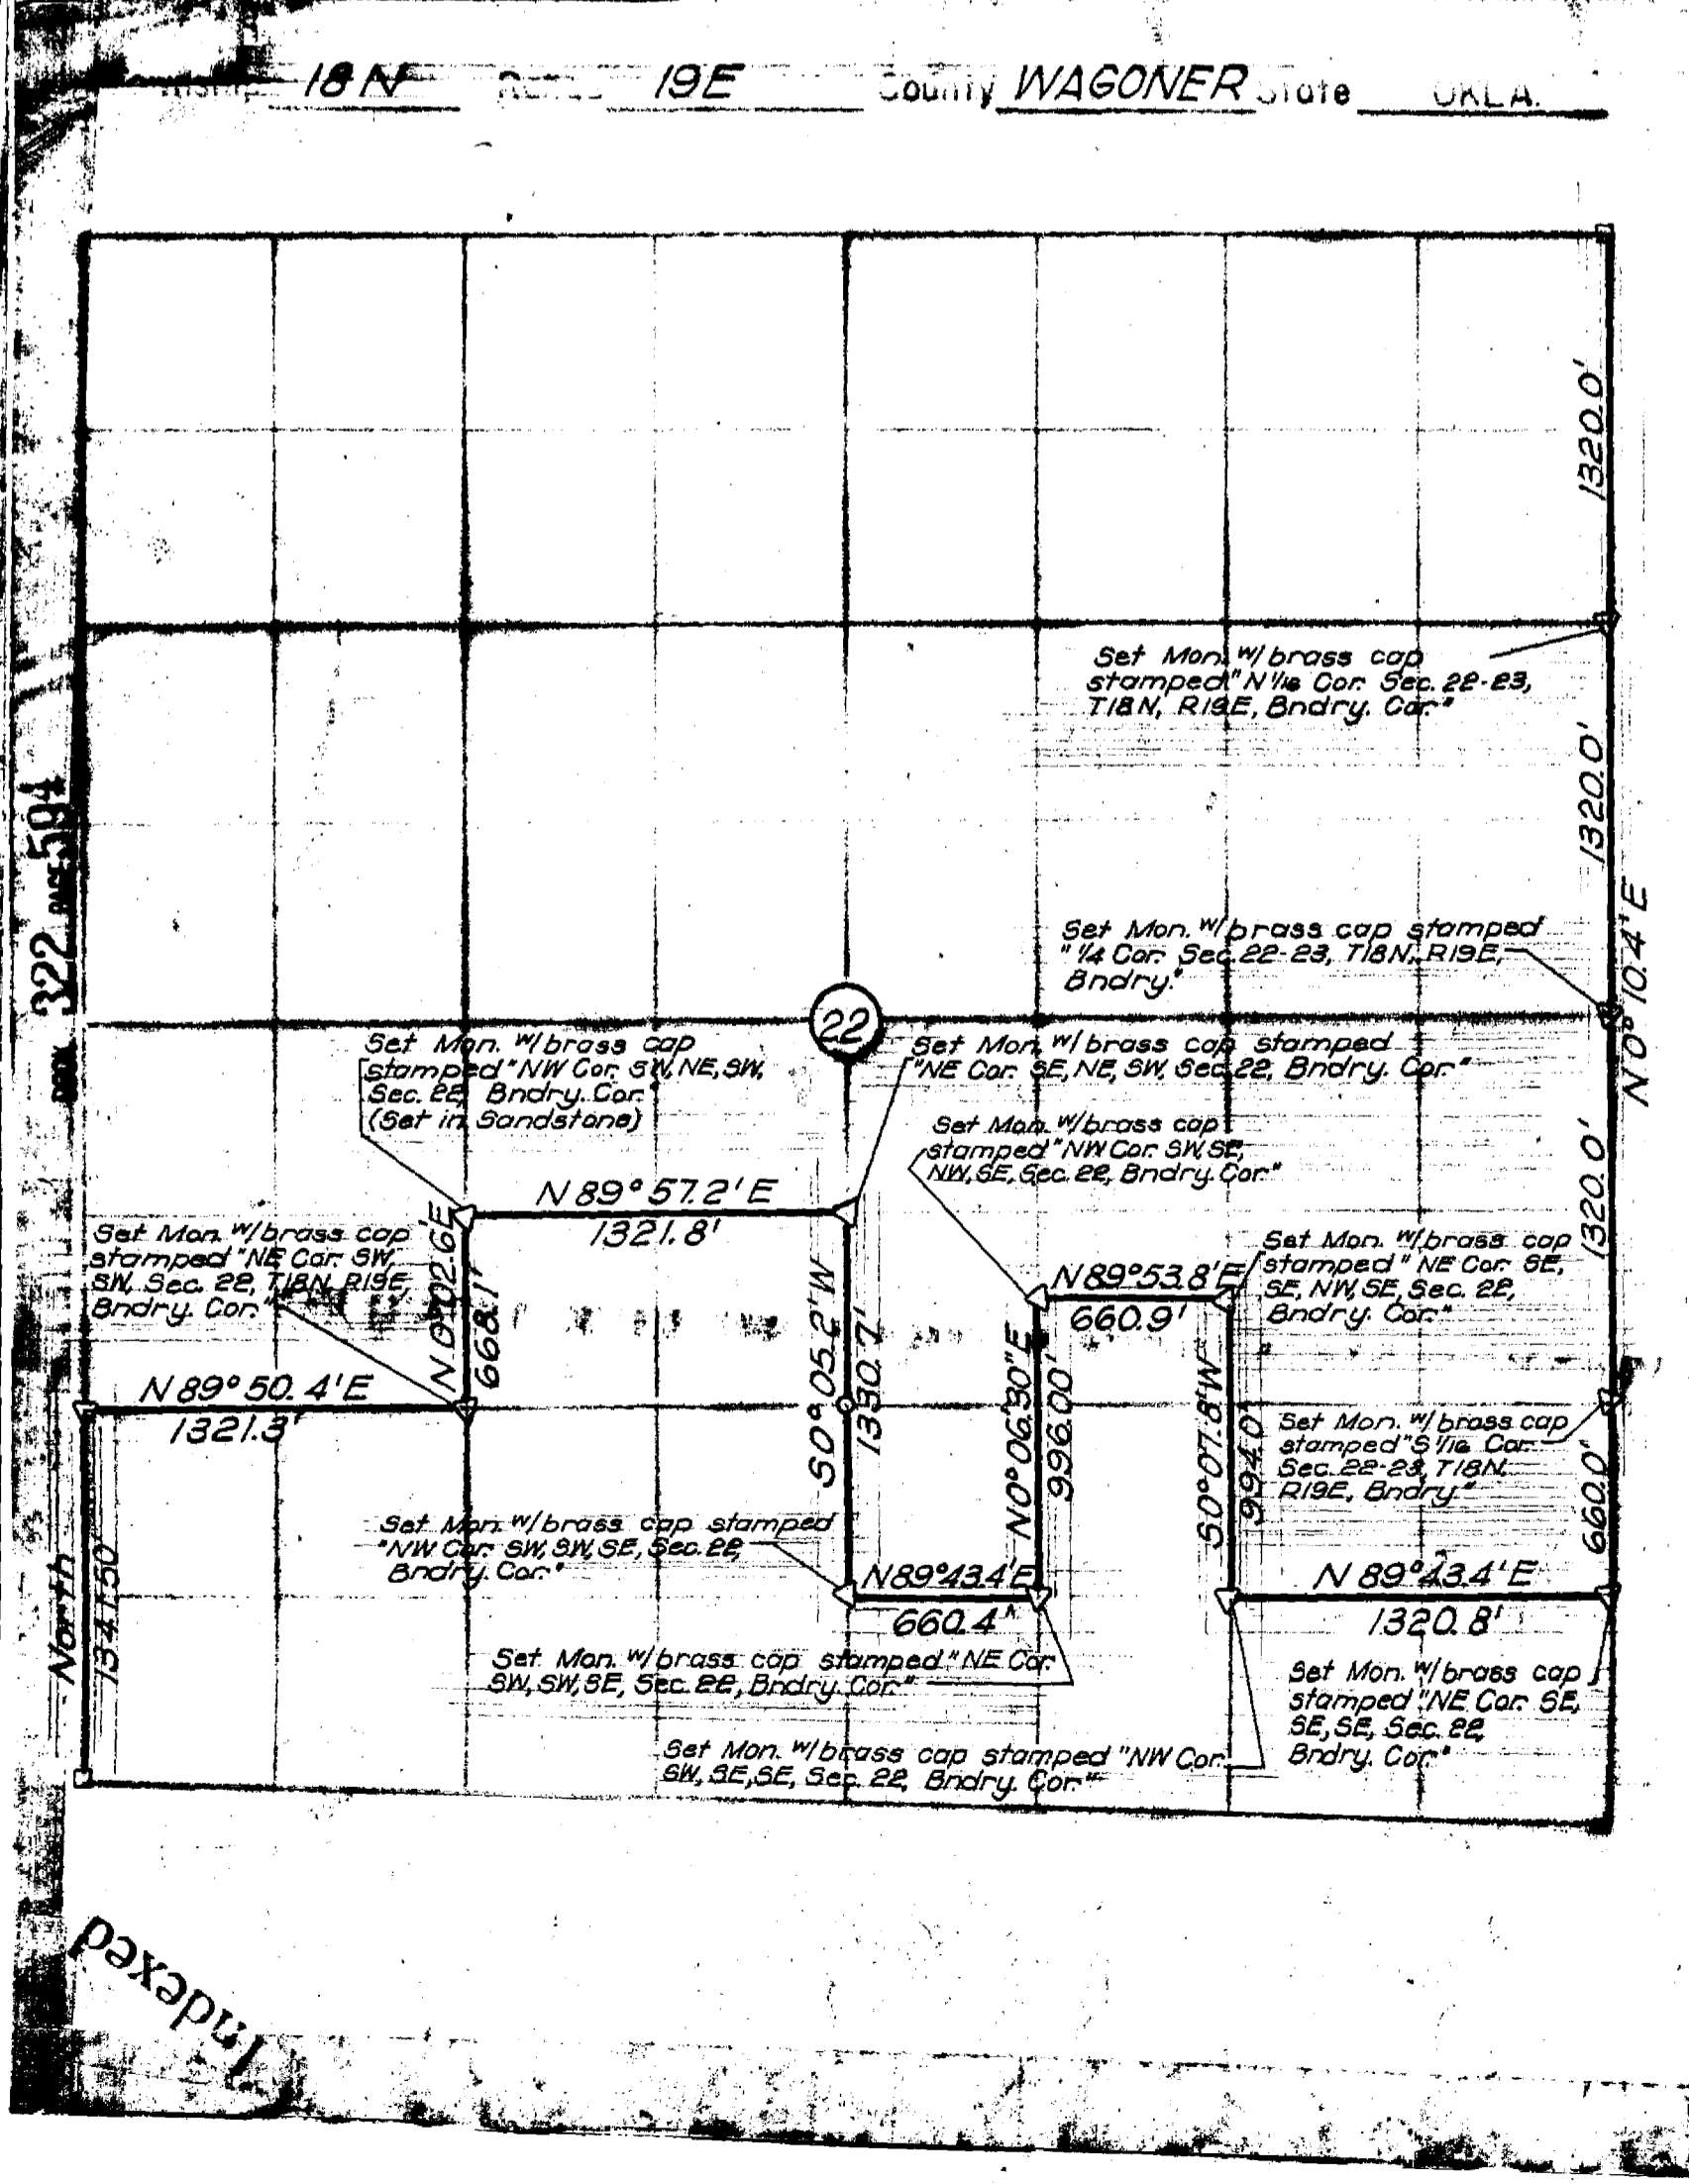 18N 19E County WAGONER State OKLA.
1320.0'
Set Mon. w/ brass cap
stamped "N 1/16 Cor. Sec. 22-23,
T18N, R19E, Bndry. Cor."
1320.0'
BOOK 322 PAGE 594
Set Mon. w/ brass cap stamped
"1/4 Cor. Sec. 22-23, T18N, R19E,
Bndry."
N 0° 10.4' E
22
Set Mon. w/ brass cap
stamped "NW Cor. SW, NE, SW,
Sec. 22, Bndry. Cor.
(Set in Sandstone)
Set Mon. w/ brass cap stamped
"NE Cor. SE, NE, SW, Sec. 22, Bndry. Cor."
Set Mon. w/ brass cap
stamped "NW Cor. SW, SE,
NW, SE, Sec. 22, Bndry. Cor."
1320.0'
N 89° 57.2' E
1321.8'
Set Mon. w/ brass cap
stamped "NE Cor. SW,
SW, Sec. 22, T18N, R19E,
Bndry. Cor."
N 0° 02.6' E
668.1'
Set Mon. w/ brass cap
stamped "NE Cor. SE,
SE, NW, SE, Sec. 22,
Bndry. Cor."
N 89° 53.8' E
660.9'
S 0° 05.2' W
1330.7'
N 0° 06.30" E
996.00'
S 0° 07.8' W
994.0'
N 89° 50.4' E
1321.3'
Set Mon. w/ brass cap
stamped "S 1/16 Cor.
Sec. 22-23, T18N,
R19E, Bndry."
660.0'
Set Mon. w/ brass cap stamped
"NW Cor. SW, SW, SE, Sec. 22,
Bndry. Cor."
N 89° 43.4' E
660.4'
N 89° 43.4' E
1320.8'
North
1341.50'
Set Mon. w/ brass cap stamped "NE Cor.
SW, SW, SE, Sec. 22, Bndry. Cor."
Set Mon. w/ brass cap
stamped "NE Cor. SE,
SE, SE, Sec. 22,
Bndry. Cor."
Set Mon. w/ brass cap stamped "NW Cor.
SW, SE, SE, Sec. 22, Bndry. Cor."
Indexed